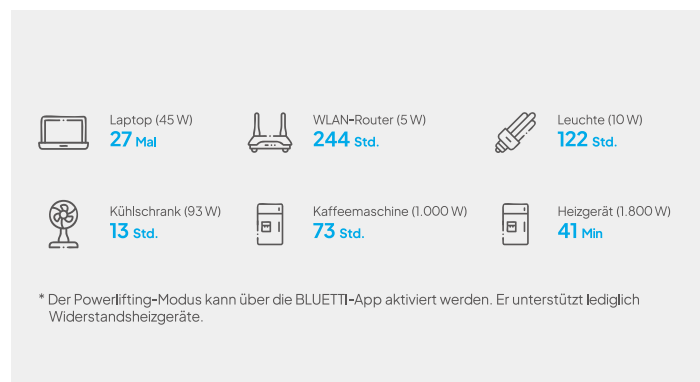 Laptop (45 W)
27 Mal
WLAN-Router (5 W)
244 Std.
Leuchte (10 W)
122 Std.
Kühlschrank (93 W)
13 Std.
Kaffeemaschine (1.000 W)
73 Std.
Heizgerät (1.800 W)
41 Min
* Der Powerlifting-Modus kann über die BLUETTI-App aktiviert werden. Er unterstützt lediglich
Widerstandsheizgeräte.